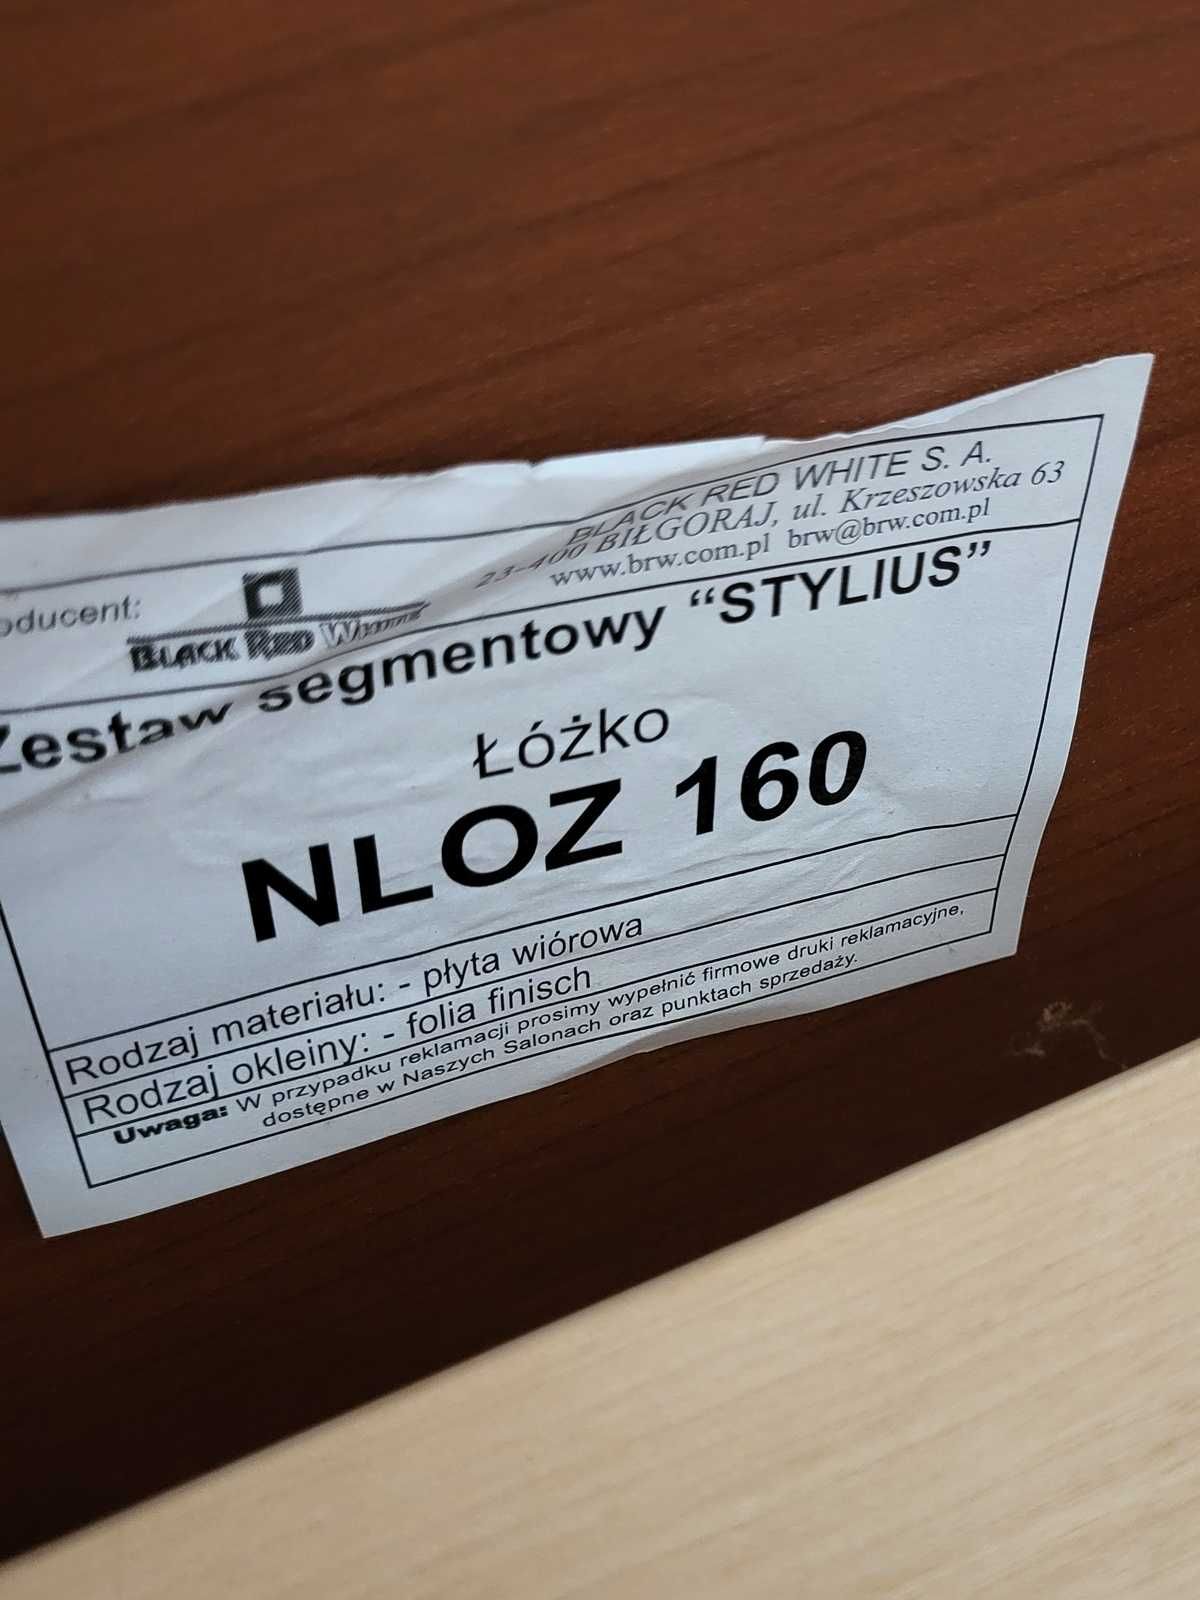 BLACK RED WHITE S. A.
23-400 BIŁGORAJ, ul. Krzeszowska 63
www.brw.com.pl brw@brw.com.pl
oducent:
BLACK RED WHITE
Zestaw segmentowy “STYLIUS”
Łóżko
NLOZ 160
Rodzaj materiału: - płyta wiórowa
Rodzaj okleiny: - folia finisch
Uwaga: W przypadku reklamacji prosimy wypełnić firmowe druki reklamacyjne,
dostępne w Naszych Salonach oraz punktach sprzedaży.